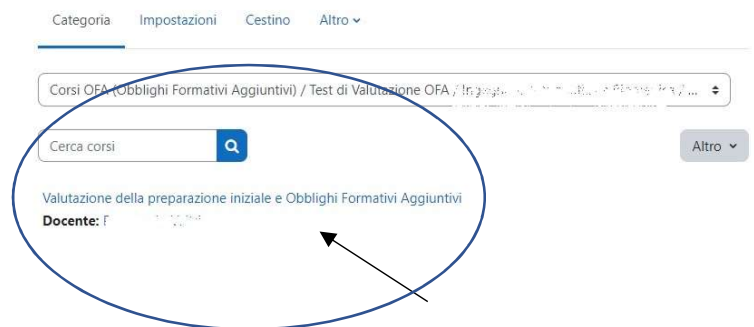 Categoria Impostazioni Cestino Altro
Corsi OFA (Obblighi Formativi Aggiuntivi) / Test di Valutazione OFA / / ...
Cerca corsi Altro
Valutazione della preparazione iniziale e Obblighi Formativi Aggiuntivi
Docente: